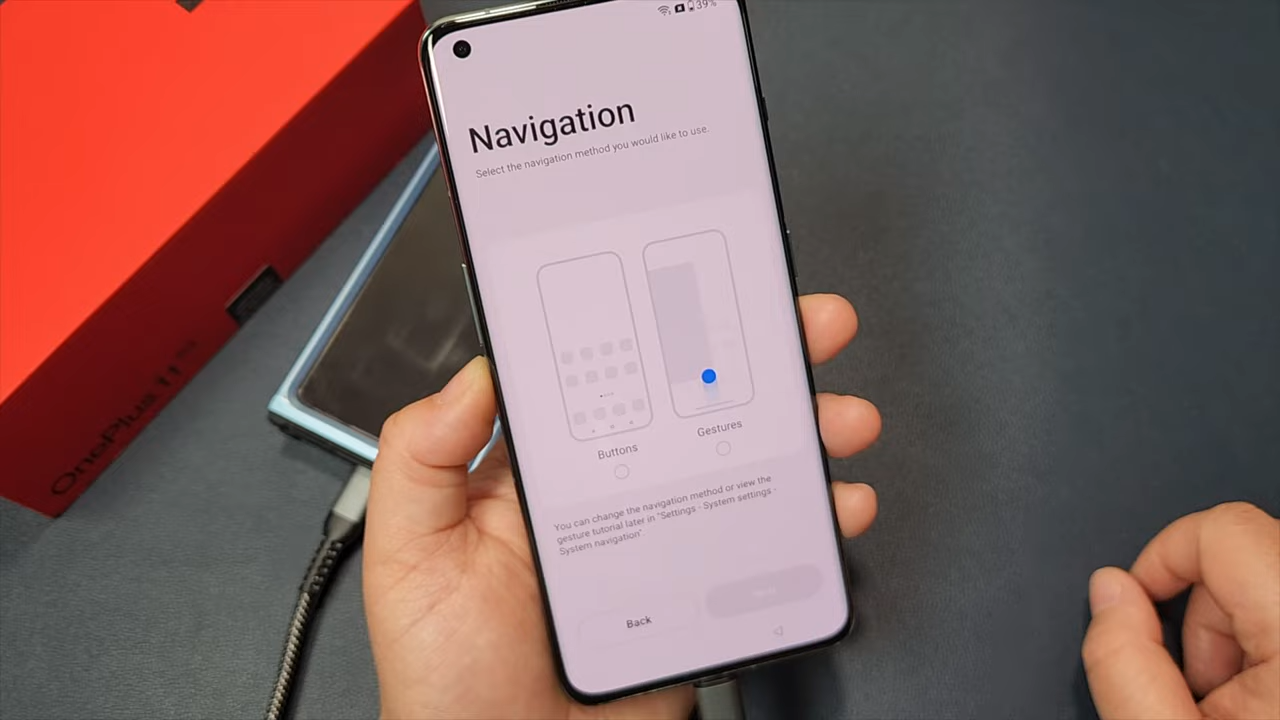 39%
Navigation
Select the navigation method you would like to use.
Buttons
Gestures
You can change the navigation method or view the
gesture tutorial later in "Settings - System settings -
System navigation"
Back